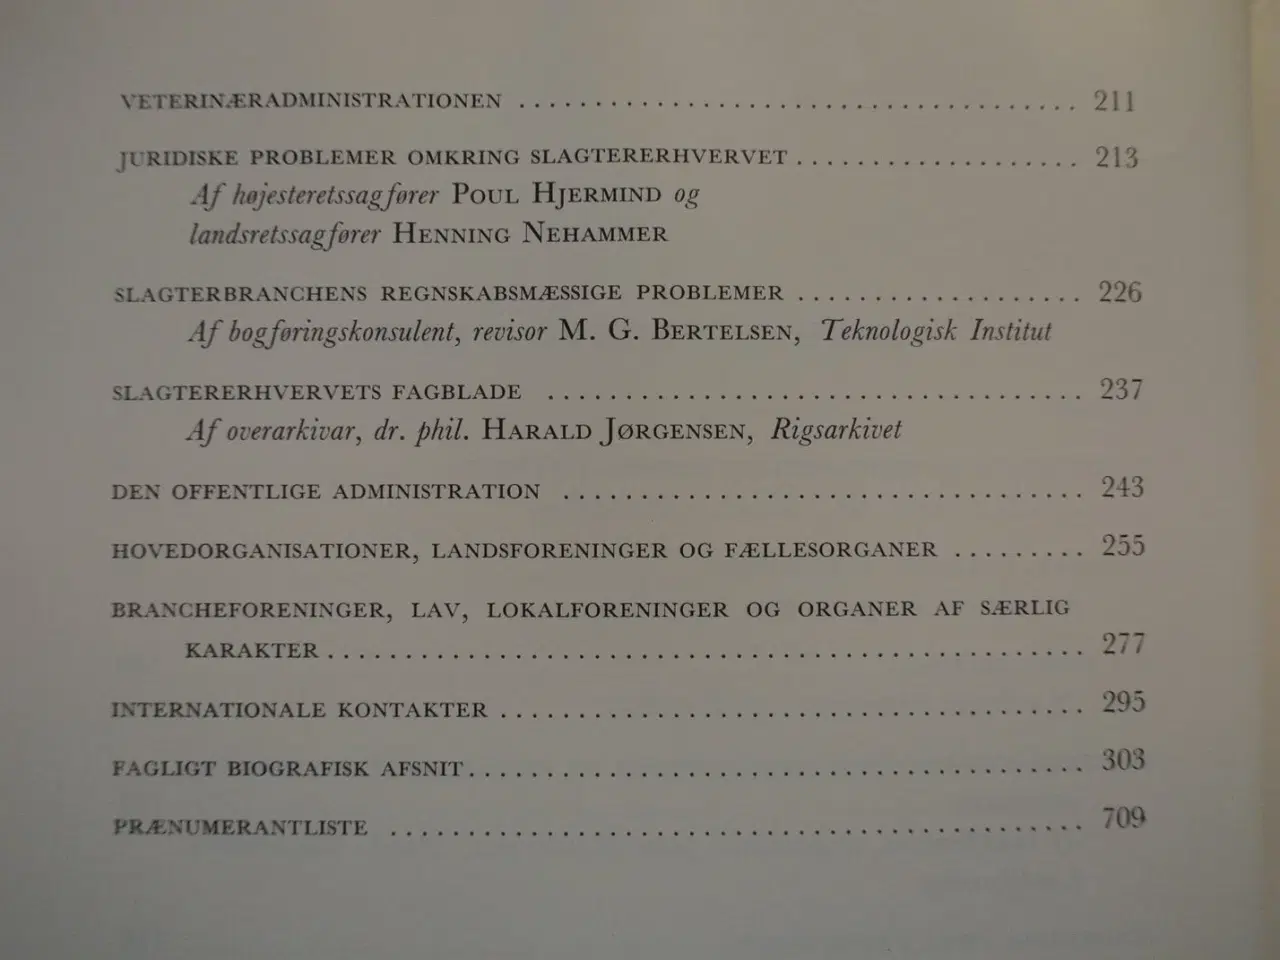 VETERINÆRADMINISTRATIONEN ........................................ 211
JURIDISKE PROBLEMER OMKRING SLAGTERERHVERVET ................... 213
Af højesteretssagfører POUL HJERMIND og
landsretssagfører HENNING NEHAMMER
SLAGTERBRANCHENS REGNSKABSMÆSSIGE PROBLEMER ................... 226
Af bogføringskonsulent, revisor M. G. BERTELSEN, Teknologisk Institut
SLAGTERERHVERVETS FAGBLADE ................................... 237
Af overarkivar, dr. phil. HARALD JØRGENSEN, Rigsarkivet
DEN OFFENTLIGE ADMINISTRATION .................................. 243
HOVEDORGANISATIONER, LANDSFORENINGER OG FÆLLESORGANER ......... 255
BRANCHEFORENINGER, LAV, LOKALFORENINGER OG ORGANER AF SÆRLIG
KARAKTER ................................................. 277
INTERNATIONALE KONTAKTER ...................................... 295
FAGLIGT BIOGRAFISK AFSNIT ........................................ 303
PRÆNUMERANTLISTE ............................................. 709